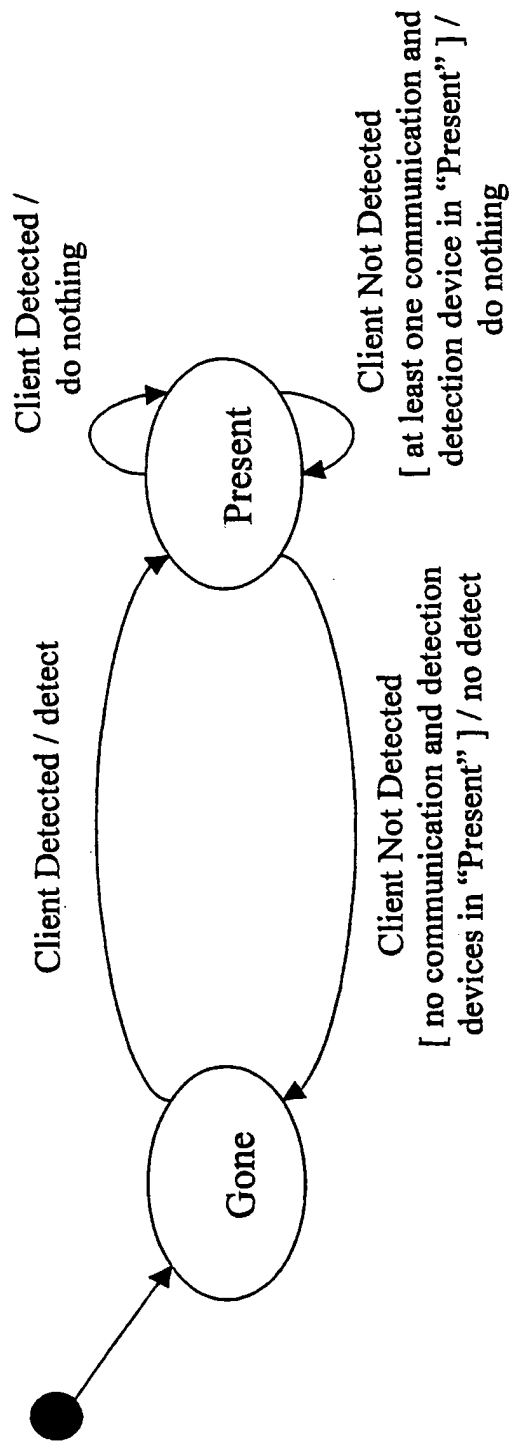 Client Detected / detect
Client Detected /
do nothing
Gone
Present
Client Not Detected
[ no communication and detection
devices in “Present” ] / no detect
Client Not Detected
[ at least one communication and
detection device in “Present” ] /
do nothing